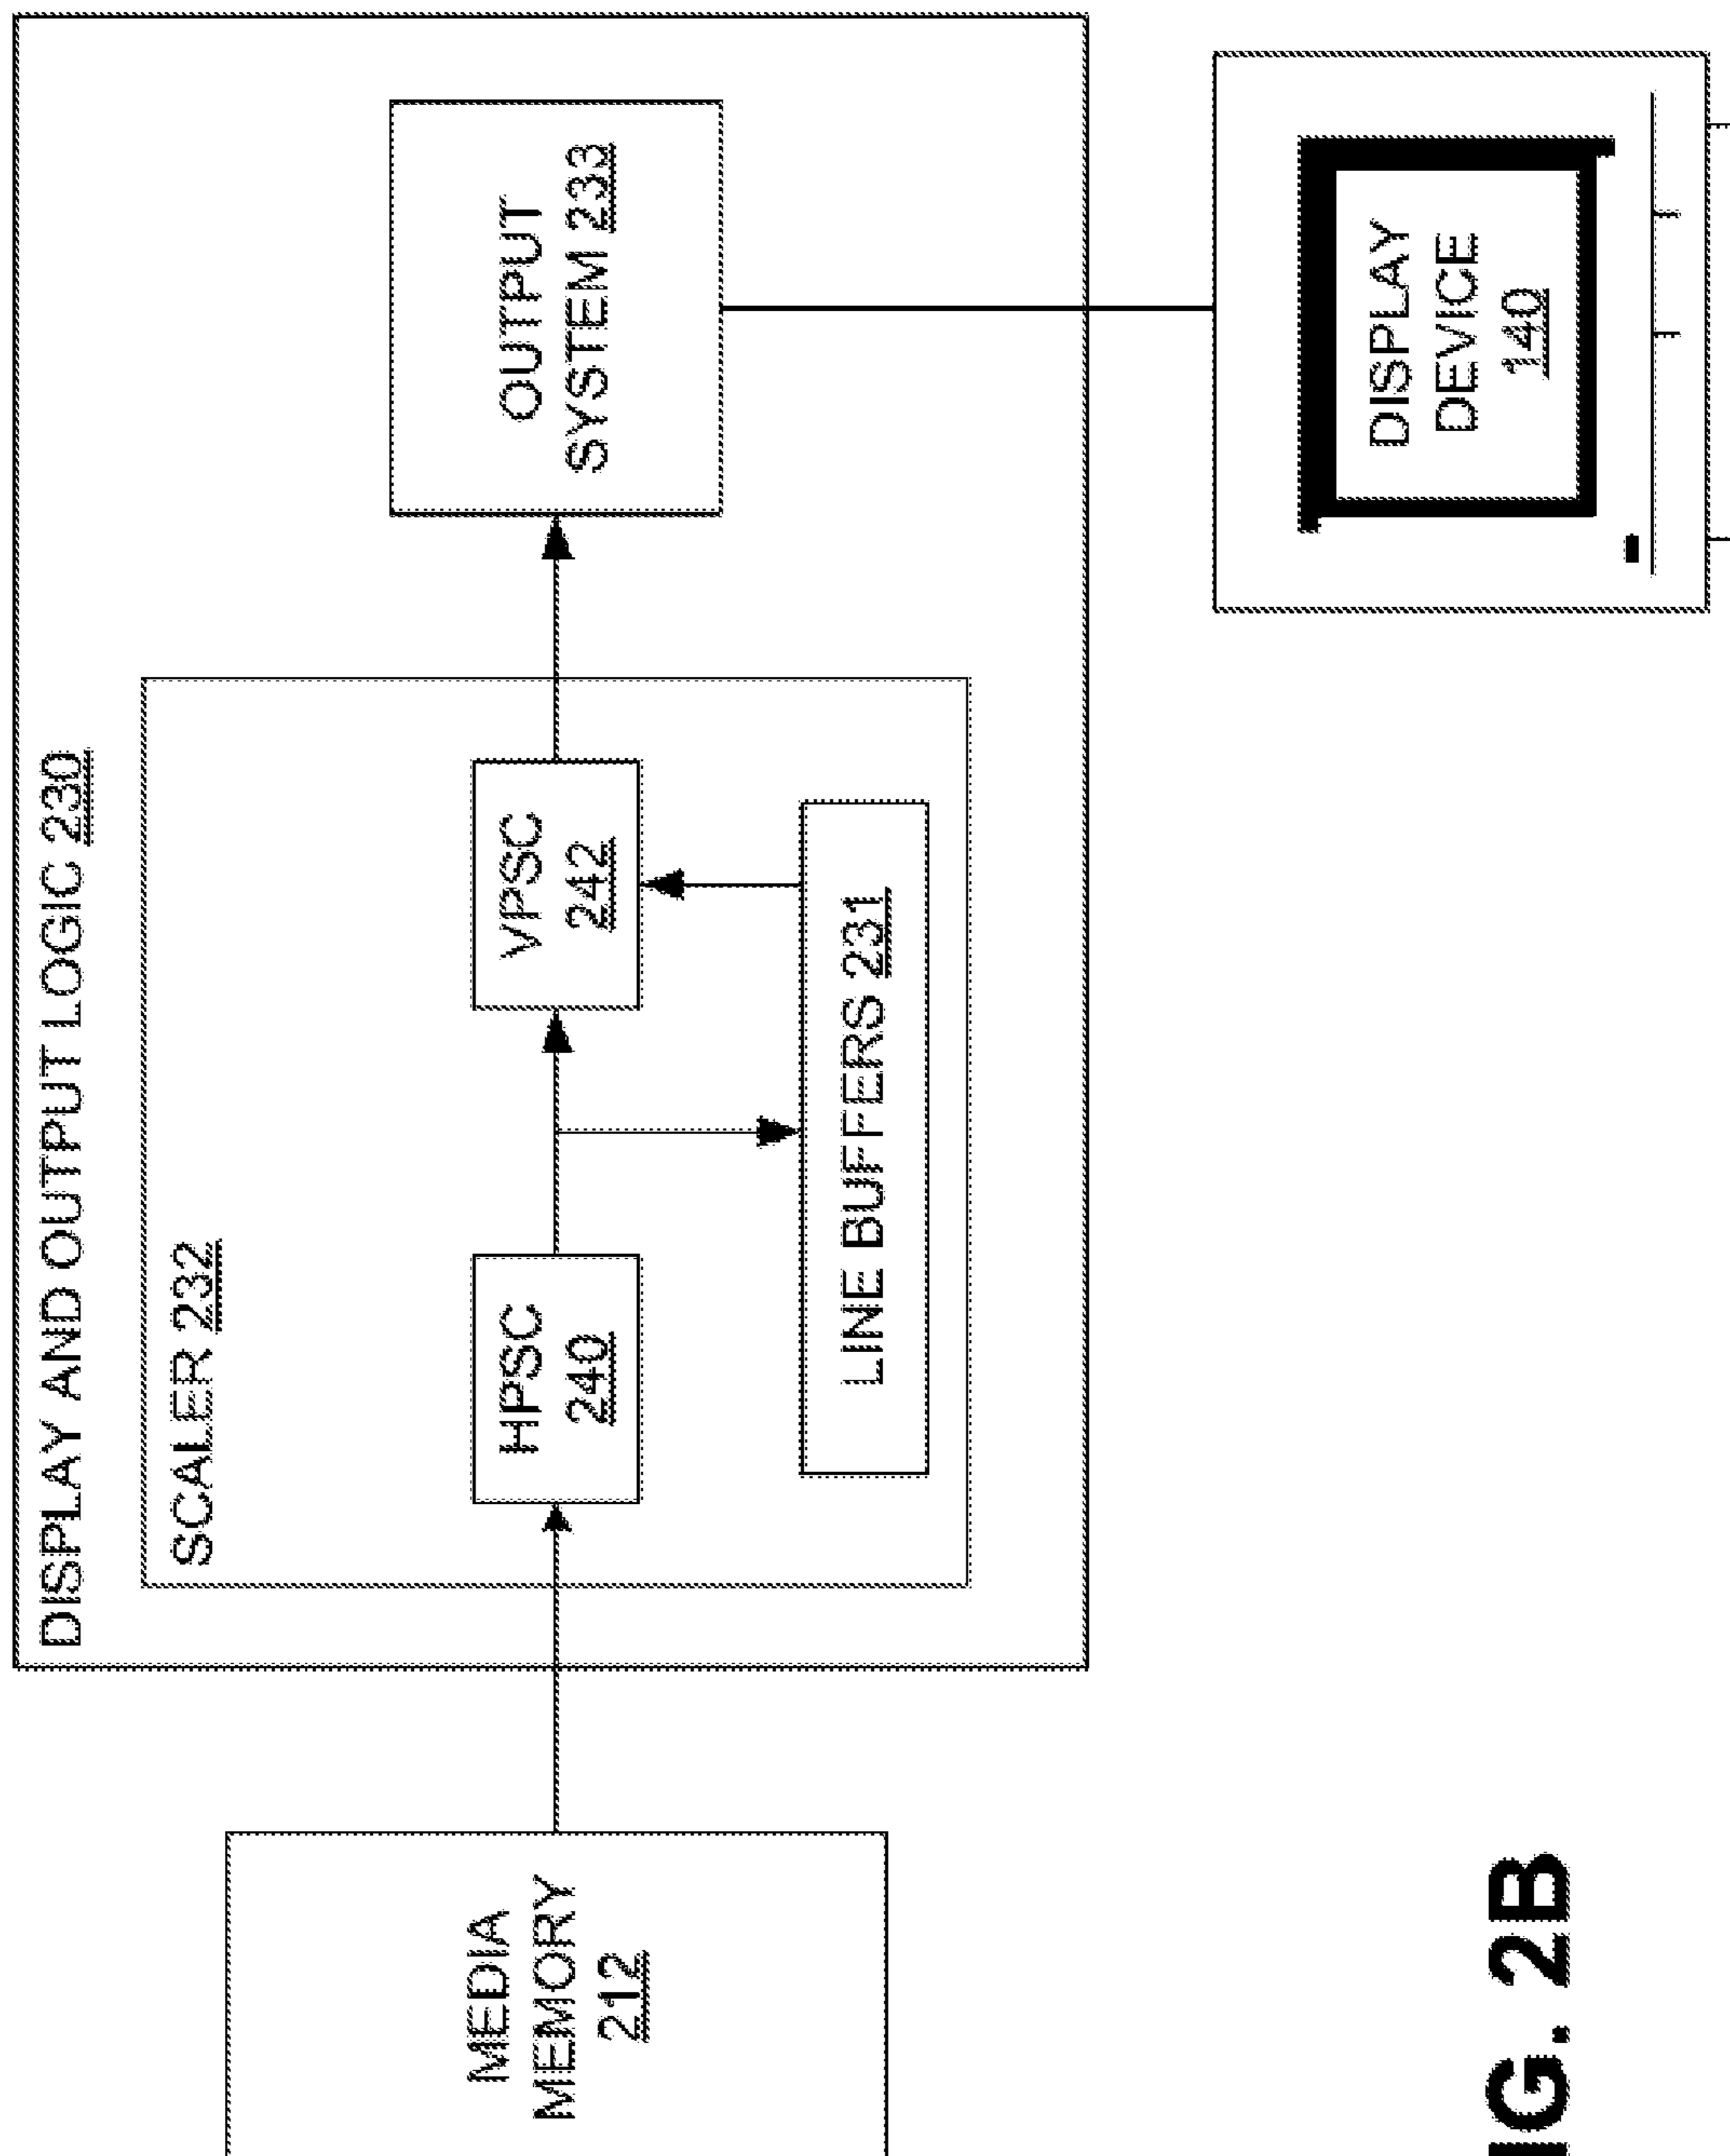 DISPLAY AND OUTPUT LOGIC 230
SCALER 232
MEDIA
MEMORY
212
HPSC
240
VPSC
242
OUTPUT
SYSTEM 233
LINE BUFFERS 231
DISPLAY
DEVICE
140
IG. 2B